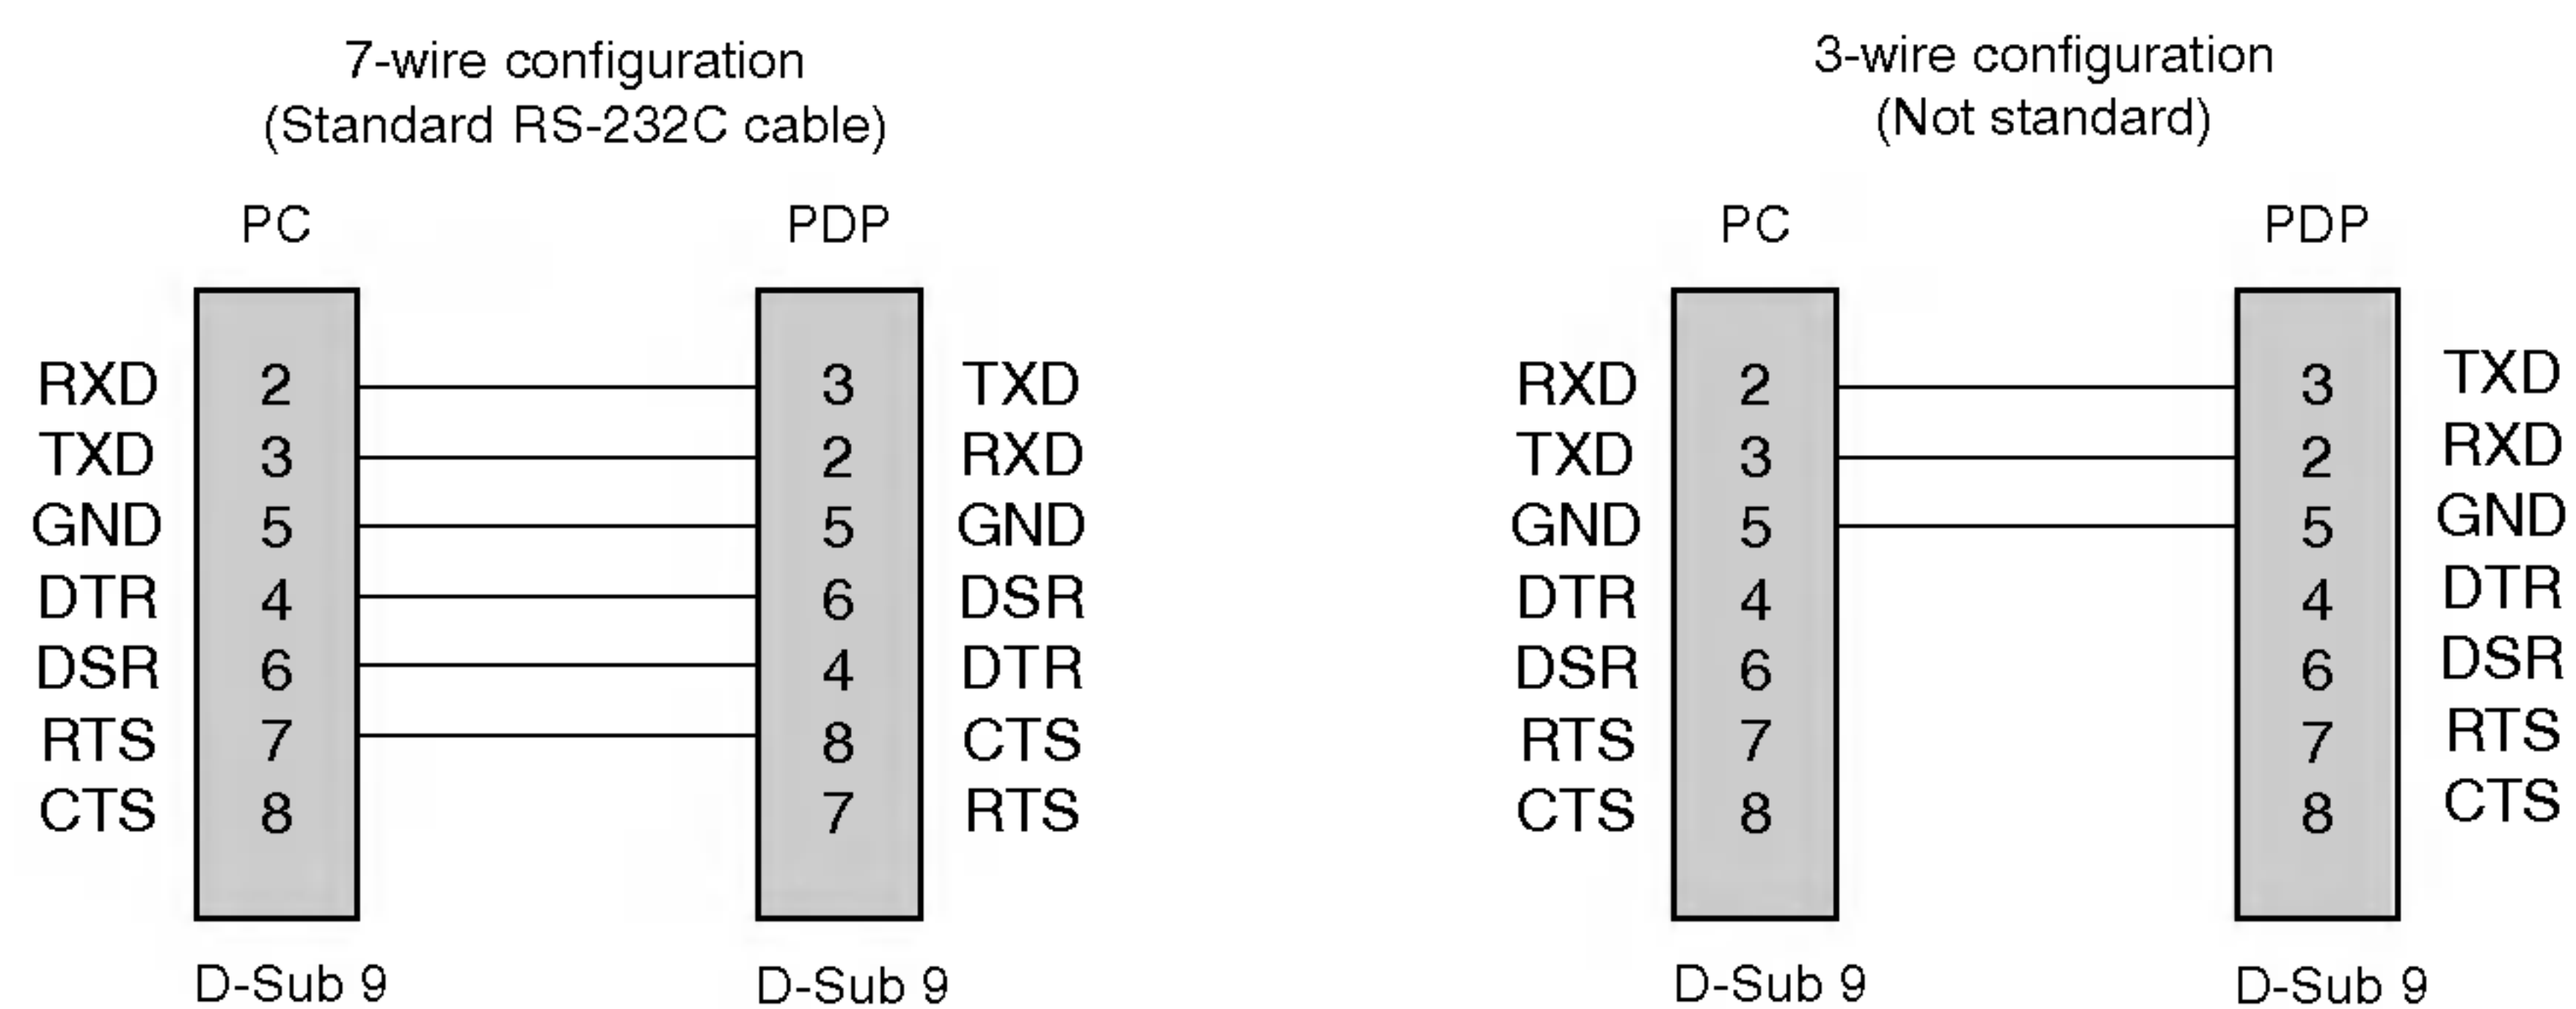 7-wire configuration
(Standard RS-232C cable)
PC PDP
RXD 2 3 TXD
TXD 3 2 RXD
GND 5 5 GND
DTR 4 6 DSR
DSR 6 4 DTR
RTS 7 8 CTS
CTS 8 7 RTS
D-Sub 9 D-Sub 9
3-wire configuration
(Not standard)
PC PDP
RXD 2 3 TXD
TXD 3 2 RXD
GND 5 5 GND
DTR 4 4 DTR
DSR 6 6 DSR
RTS 7 7 RTS
CTS 8 8 CTS
D-Sub 9 D-Sub 9